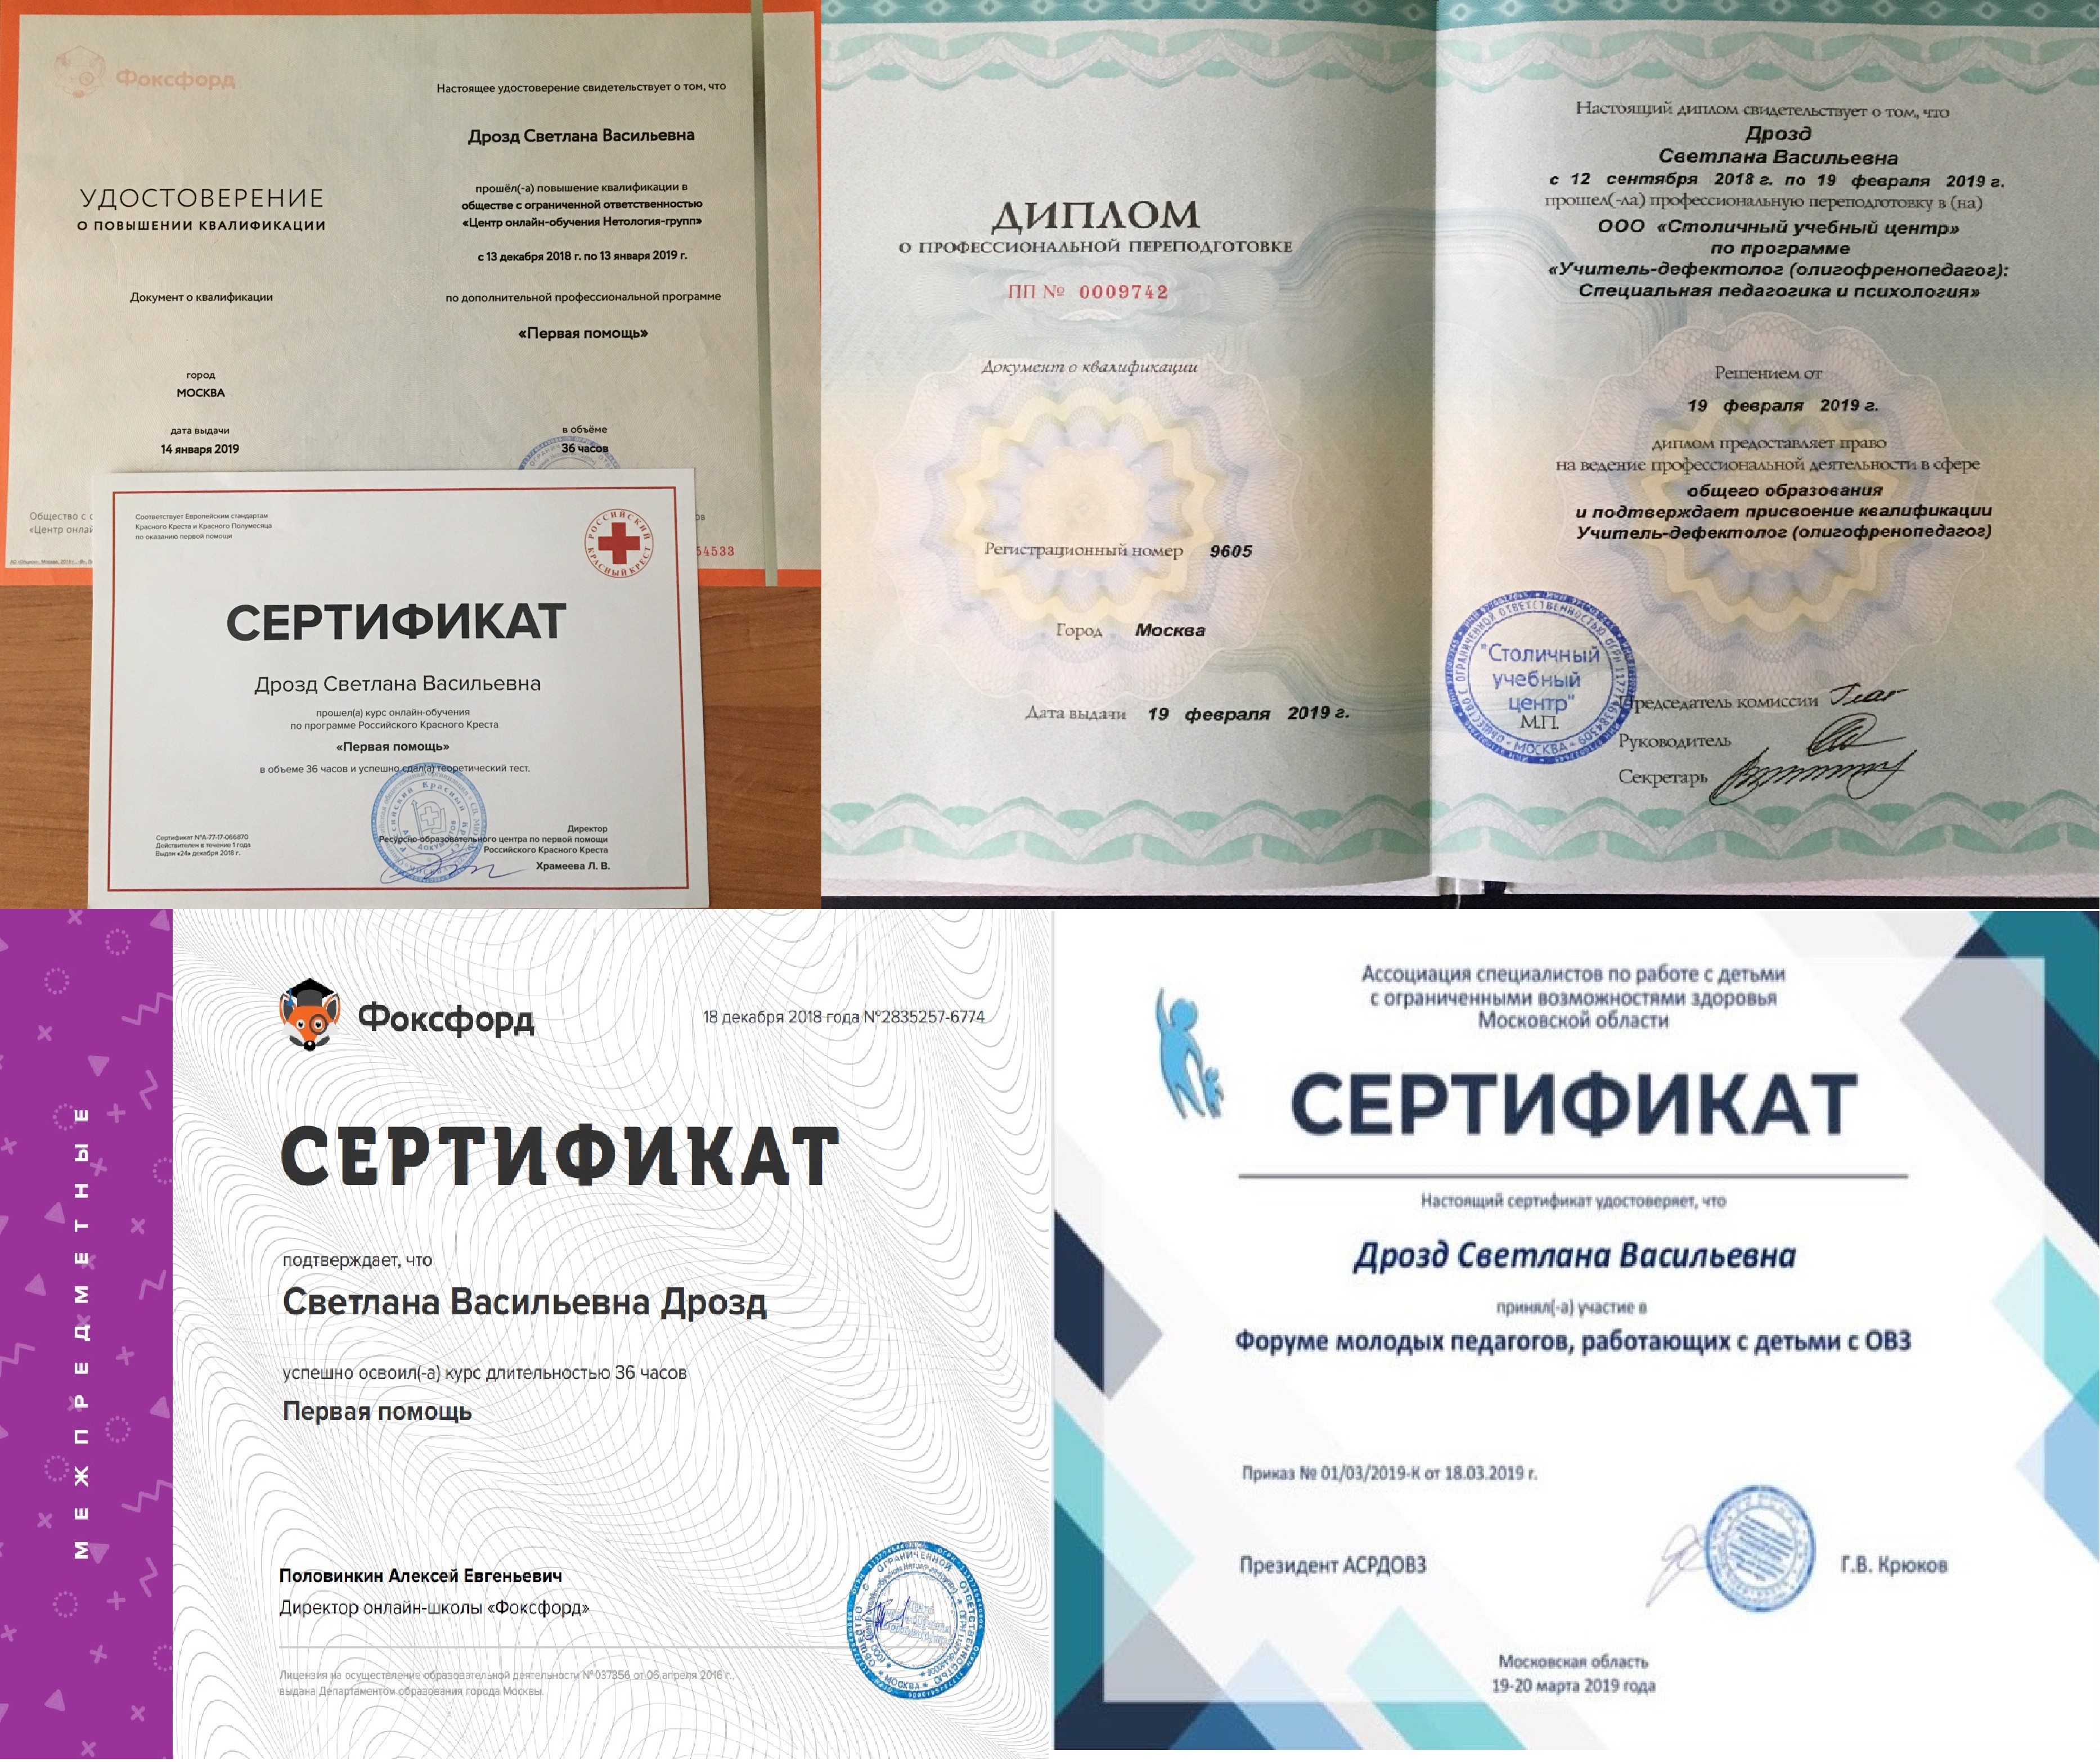 Фоксфорд
УДОСТОВЕРЕНИЕ
О ПОВЫШЕНИИ КВАЛИФИКАЦИИ
Документ о квалификации
город
МОСКВА
дата выдачи
14 января 2019
Общество с
«Центр
Настоящее удостоверение свидетельствует о том, что
Дрозд Светлана Васильевна
прошёл(-а) повышение квалификации в
обществе с ограниченной ответственностью
«Центр онлайн-обучения Нетология-групп»
с 13 декабря 2018 г. по 13 января 2019 г.
по дополнительной профессиональной программе
«Первая помощь»
в объёме
36 часов
54533
Соответствует Европейским стандартам
Красного Креста и Красного Полумесяца
по оказанию первой помощи
РОССИЙСКИЙ КРАСНЫЙ КРЕСТ
СЕРТИФИКАТ
Дрозд Светлана Васильевна
прошел(а) курс онлайн-обучения
по программе Российского Красного Креста
«Первая помощь»
в объеме 36 часов и успешно сдал(а) теоретический тест.
Сертификат №А-77-17-066870
Действителен в течение 1 года
Выдан «24» декабря 2018 г.
Директор
Ресурсно-образовательного центра по первой помощи
Российского Красного Креста
Храмеева Л. В.
ДИПЛОМ
О ПРОФЕССИОНАЛЬНОЙ ПЕРЕПОДГОТОВКЕ
ПП № 0009742
Документ о квалификации
Регистрационный номер 9605
Город Москва
Дата выдачи 19 февраля 2019 г.
Настоящий диплом свидетельствует о том, что
Дрозд
Светлана Васильевна
с 12 сентября 2018 г. по 19 февраля 2019 г.
прошел(-ла) профессиональную переподготовку в (на)
ООО «Столичный учебный центр»
по программе
«Учитель-дефектолог (олигофренопедагог):
Специальная педагогика и психология»
Решением от
19 февраля 2019 г.
диплом предоставляет право
на ведение профессиональной деятельности в сфере
общего образования
и подтверждает присвоение квалификации
Учитель-дефектолог (олигофренопедагог)
"Столичный
учебный
центр"
М.П.
МОСКВА
Председатель комиссии
Руководитель
Секретарь
МЕЖПРЕДМЕТНЫЕ
Фоксфорд
18 декабря 2018 года №2835257-6774
СЕРТИФИКАТ
подтверждает, что
Светлана Васильевна Дрозд
успешно освоил(-а) курс длительностью 36 часов
Первая помощь
Половинкин Алексей Евгеньевич
Директор онлайн-школы «Фоксфорд»
Лицензия на осуществление образовательной деятельности №037356 от 06 апреля 2016 г.,
выдана Департаментом образования города Москвы.
Ассоциация специалистов по работе с детьми
с ограниченными возможностями здоровья
Московской области
СЕРТИФИКАТ
Настоящий сертификат удостоверяет, что
Дрозд Светлана Васильевна
принял(-а) участие в
Форуме молодых педагогов, работающих с детьми с ОВЗ
Приказ № 01/03/2019-К от 18.03.2019 г.
Президент АСРДОВЗ
Г.В. Крюков
Московская область
19-20 марта 2019 года